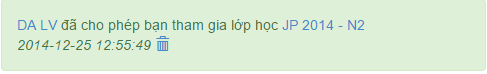 DA LV đã cho phép bạn tham gia lớp học JP 2014 - N2
2014-12-25 12:55:49